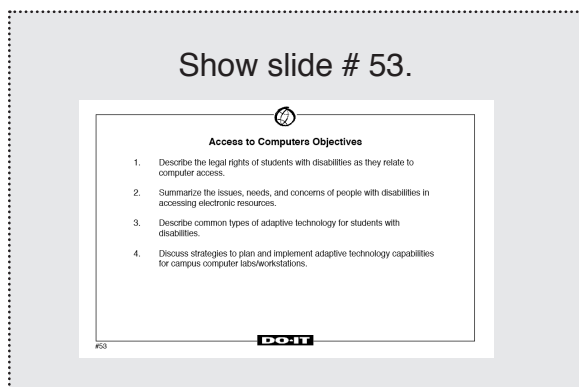 Show slide # 53.
Access to Computers Objectives
1. Describe the legal rights of students with disabilities as they relate to
computer access.
2. Summarize the issues, needs, and concerns of people with disabilities in
accessing electronic resources.
3. Describe common types of adaptive technology for students with
disabilities.
4. Discuss strategies to plan and implement adaptive technology capabilities
for campus computer labs/workstations.
DO-IT
#53